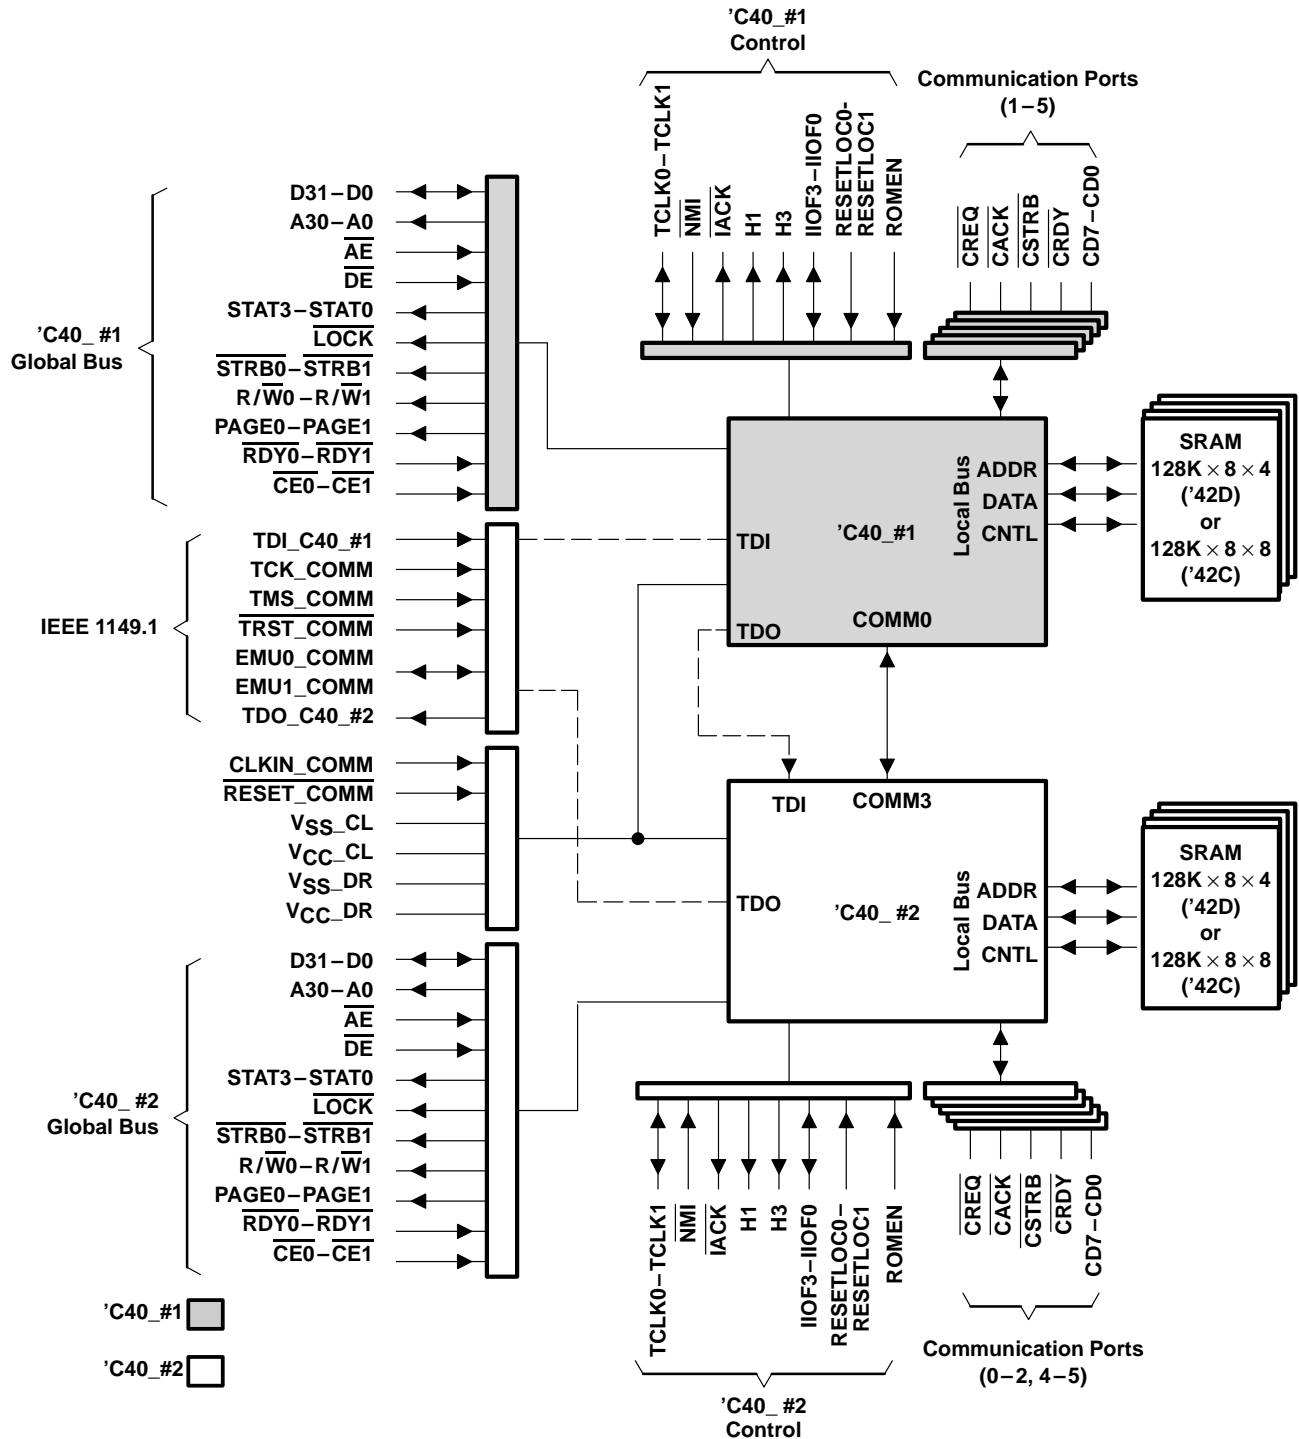 'C40_#1
Control
Communication Ports
(1–5)
TCLK0–TCLK1
NMI
IACK
H1
H3
IIOF3–IIOF0
RESETLOC0-
RESETLOC1
ROMEN
CREQ
CACK
CSTRB
CRDY
CD7–CD0
'C40_ #1
Global Bus
D31–D0
A30–A0
AE
DE
STAT3–STAT0
LOCK
STRB0–STRB1
R/W0–R/W1
PAGE0–PAGE1
RDY0–RDY1
CE0–CE1
IEEE 1149.1
TDI_C40_#1
TCK_COMM
TMS_COMM
TRST_COMM
EMU0_COMM
EMU1_COMM
TDO_C40_#2
CLKIN_COMM
RESET_COMM
VSS_CL
VCC_CL
VSS_DR
VCC_DR
TDI
'C40_#1
TDO
COMM0
Local Bus
ADDR
DATA
CNTL
SRAM
128K × 8 × 4
('42D)
or
128K × 8 × 8
('42C)
TDI
COMM3
TDO
'C40_ #2
Local Bus
ADDR
DATA
CNTL
SRAM
128K × 8 × 4
('42D)
or
128K × 8 × 8
('42C)
'C40_ #2
Global Bus
D31–D0
A30–A0
AE
DE
STAT3–STAT0
LOCK
STRB0–STRB1
R/W0–R/W1
PAGE0–PAGE1
RDY0–RDY1
CE0–CE1
TCLK0–TCLK1
NMI
IACK
H1
H3
IIOF3–IIOF0
RESETLOC0–
RESETLOC1
ROMEN
CREQ
CACK
CSTRB
CRDY
CD7–CD0
'C40_ #2
Control
Communication Ports
(0–2, 4–5)
'C40_#1
'C40_#2